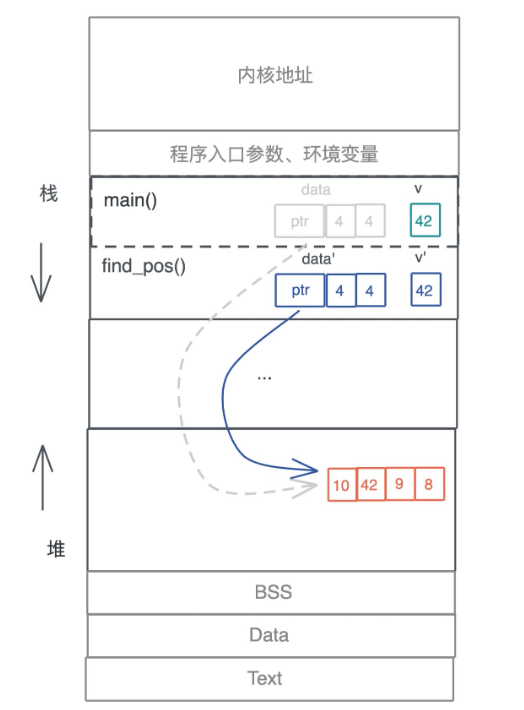 内核地址
程序入口参数、环境变量
栈
main()
data
v
ptr 4 4
42
find_pos()
data'
v'
ptr 4 4
42
...
10 42 9 8
堆
BSS
Data
Text